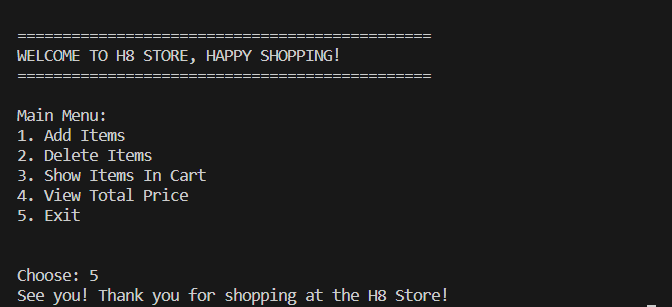 ==============================================
WELCOME TO H8 STORE, HAPPY SHOPPING!
==============================================
Main Menu:
1. Add Items
2. Delete Items
3. Show Items In Cart
4. View Total Price
5. Exit
Choose: 5
See you! Thank you for shopping at the H8 Store!